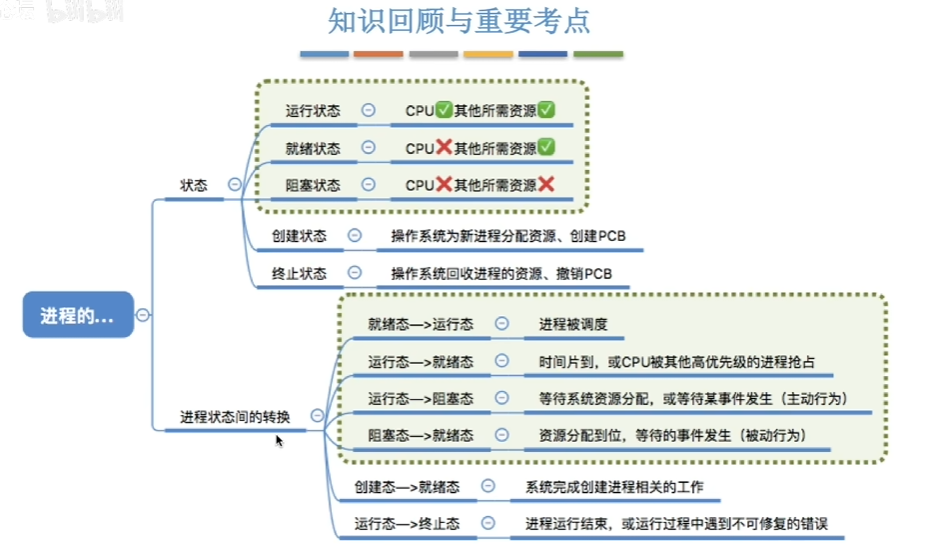 bilibili
知识回顾与重要考点
运行状态 CPU✅其他所需资源✅
就绪状态 CPU❌其他所需资源✅
阻塞状态 CPU❌其他所需资源❌
状态
创建状态 操作系统为新进程分配资源、创建PCB
终止状态 操作系统回收进程的资源、撤销PCB
进程的...
就绪态—>运行态 进程被调度
运行态—>就绪态 时间片到，或CPU被其他高优先级的进程抢占
运行态—>阻塞态 等待系统资源分配，或等待某事件发生（主动行为）
进程状态间的转换
阻塞态—>就绪态 资源分配到位，等待的事件发生（被动行为）
创建态—>就绪态 系统完成创建进程相关的工作
运行态—>终止态 进程运行结束，或运行过程中遇到不可修复的错误